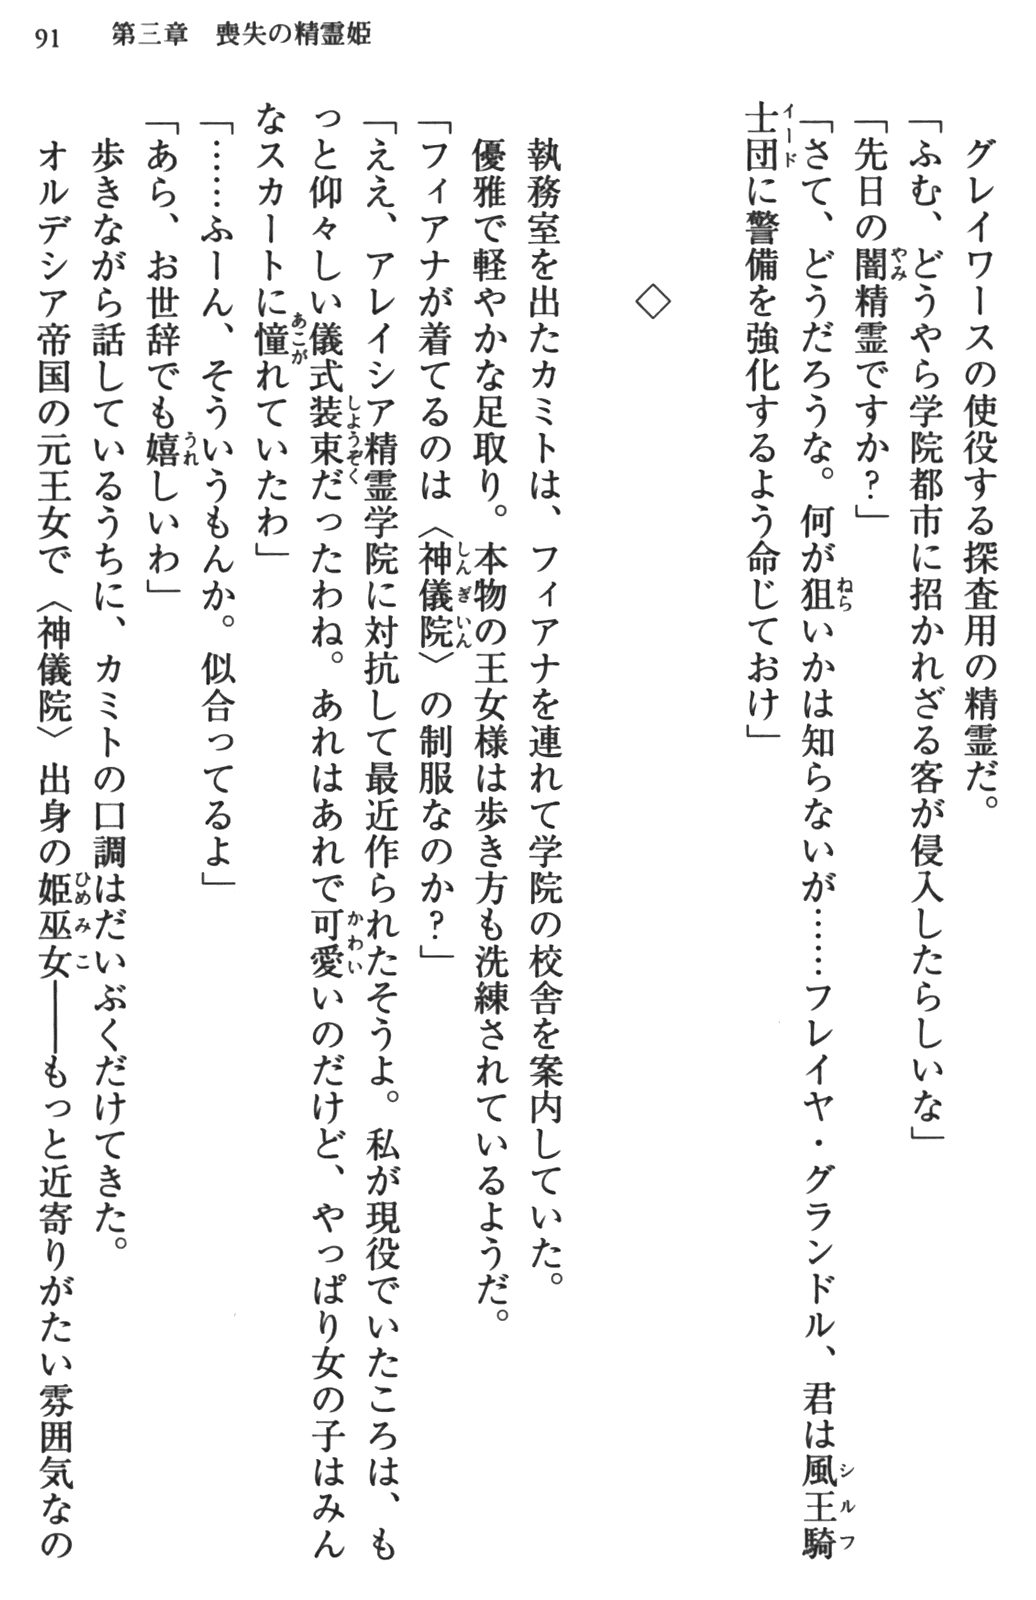 91　第三章　喪失の精霊姫
　グレイワースの使役する探査用の精霊だ。
「ふむ、どうやら学院都市に招かれざる客が侵入したらしいな」
「先日の闇精霊ですか？」
「さて、どうだろうな。何が狙いかは知らないが……フレイヤ・グランドル、君は風王騎
士団に警備を強化するよう命じておけ」
◇
　執務室を出たカミトは、フィアナを連れて学院の校舎を案内していた。
　優雅で軽やかな足取り。本物の王女様は歩き方も洗練されているようだ。
「フィアナが着てるのは〈神儀院〉の制服なのか？」
「ええ、アレイシア精霊学院に対抗して最近作られたそうよ。私が現役でいたころは、も
っと仰々しい儀式装束だったわね。あれはあれで可愛いのだけど、やっぱり女の子はみん
なスカートに憧れていたわ」
「……ふーん、そういうもんか。似合ってるよ」
「あら、お世辞でも嬉しいわ」
　歩きながら話しているうちに、カミトの口調はだいぶくだけてきた。
　オルデシア帝国の元王女で〈神儀院〉出身の姫巫女――もっと近寄りがたい雰囲気なの